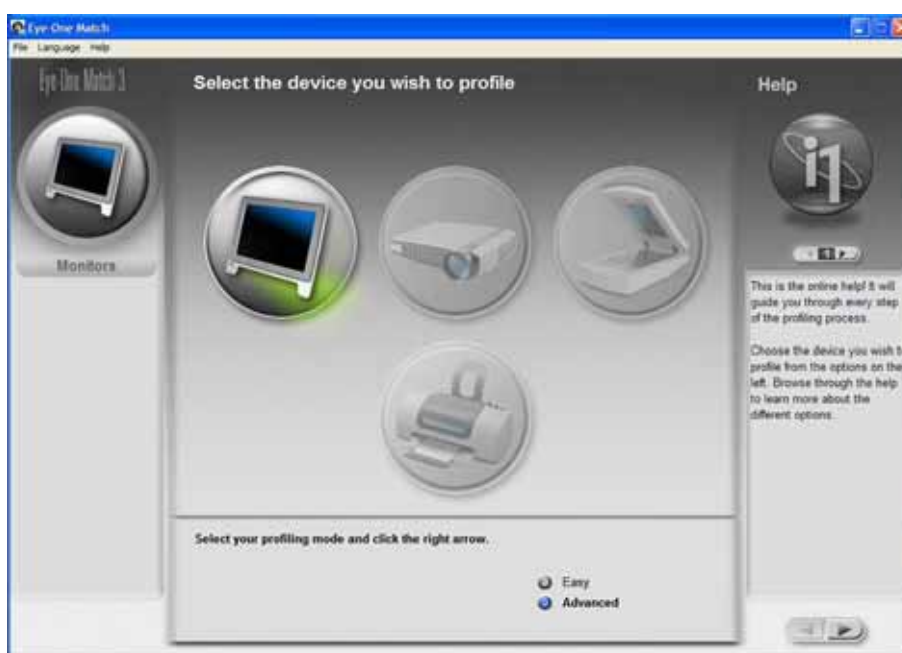 Eye-One Match
File Language Help
Eye-One Match 3
Select the device you wish to profile
Help
i1
Monitors
1
This is the online help! It will
guide you through every step
of the profiling process.
Choose the device you wish t
profile from the options on the
left. Browse through the help
to learn more about the
different options.
Select your profiling mode and click the right arrow.
Easy
Advanced